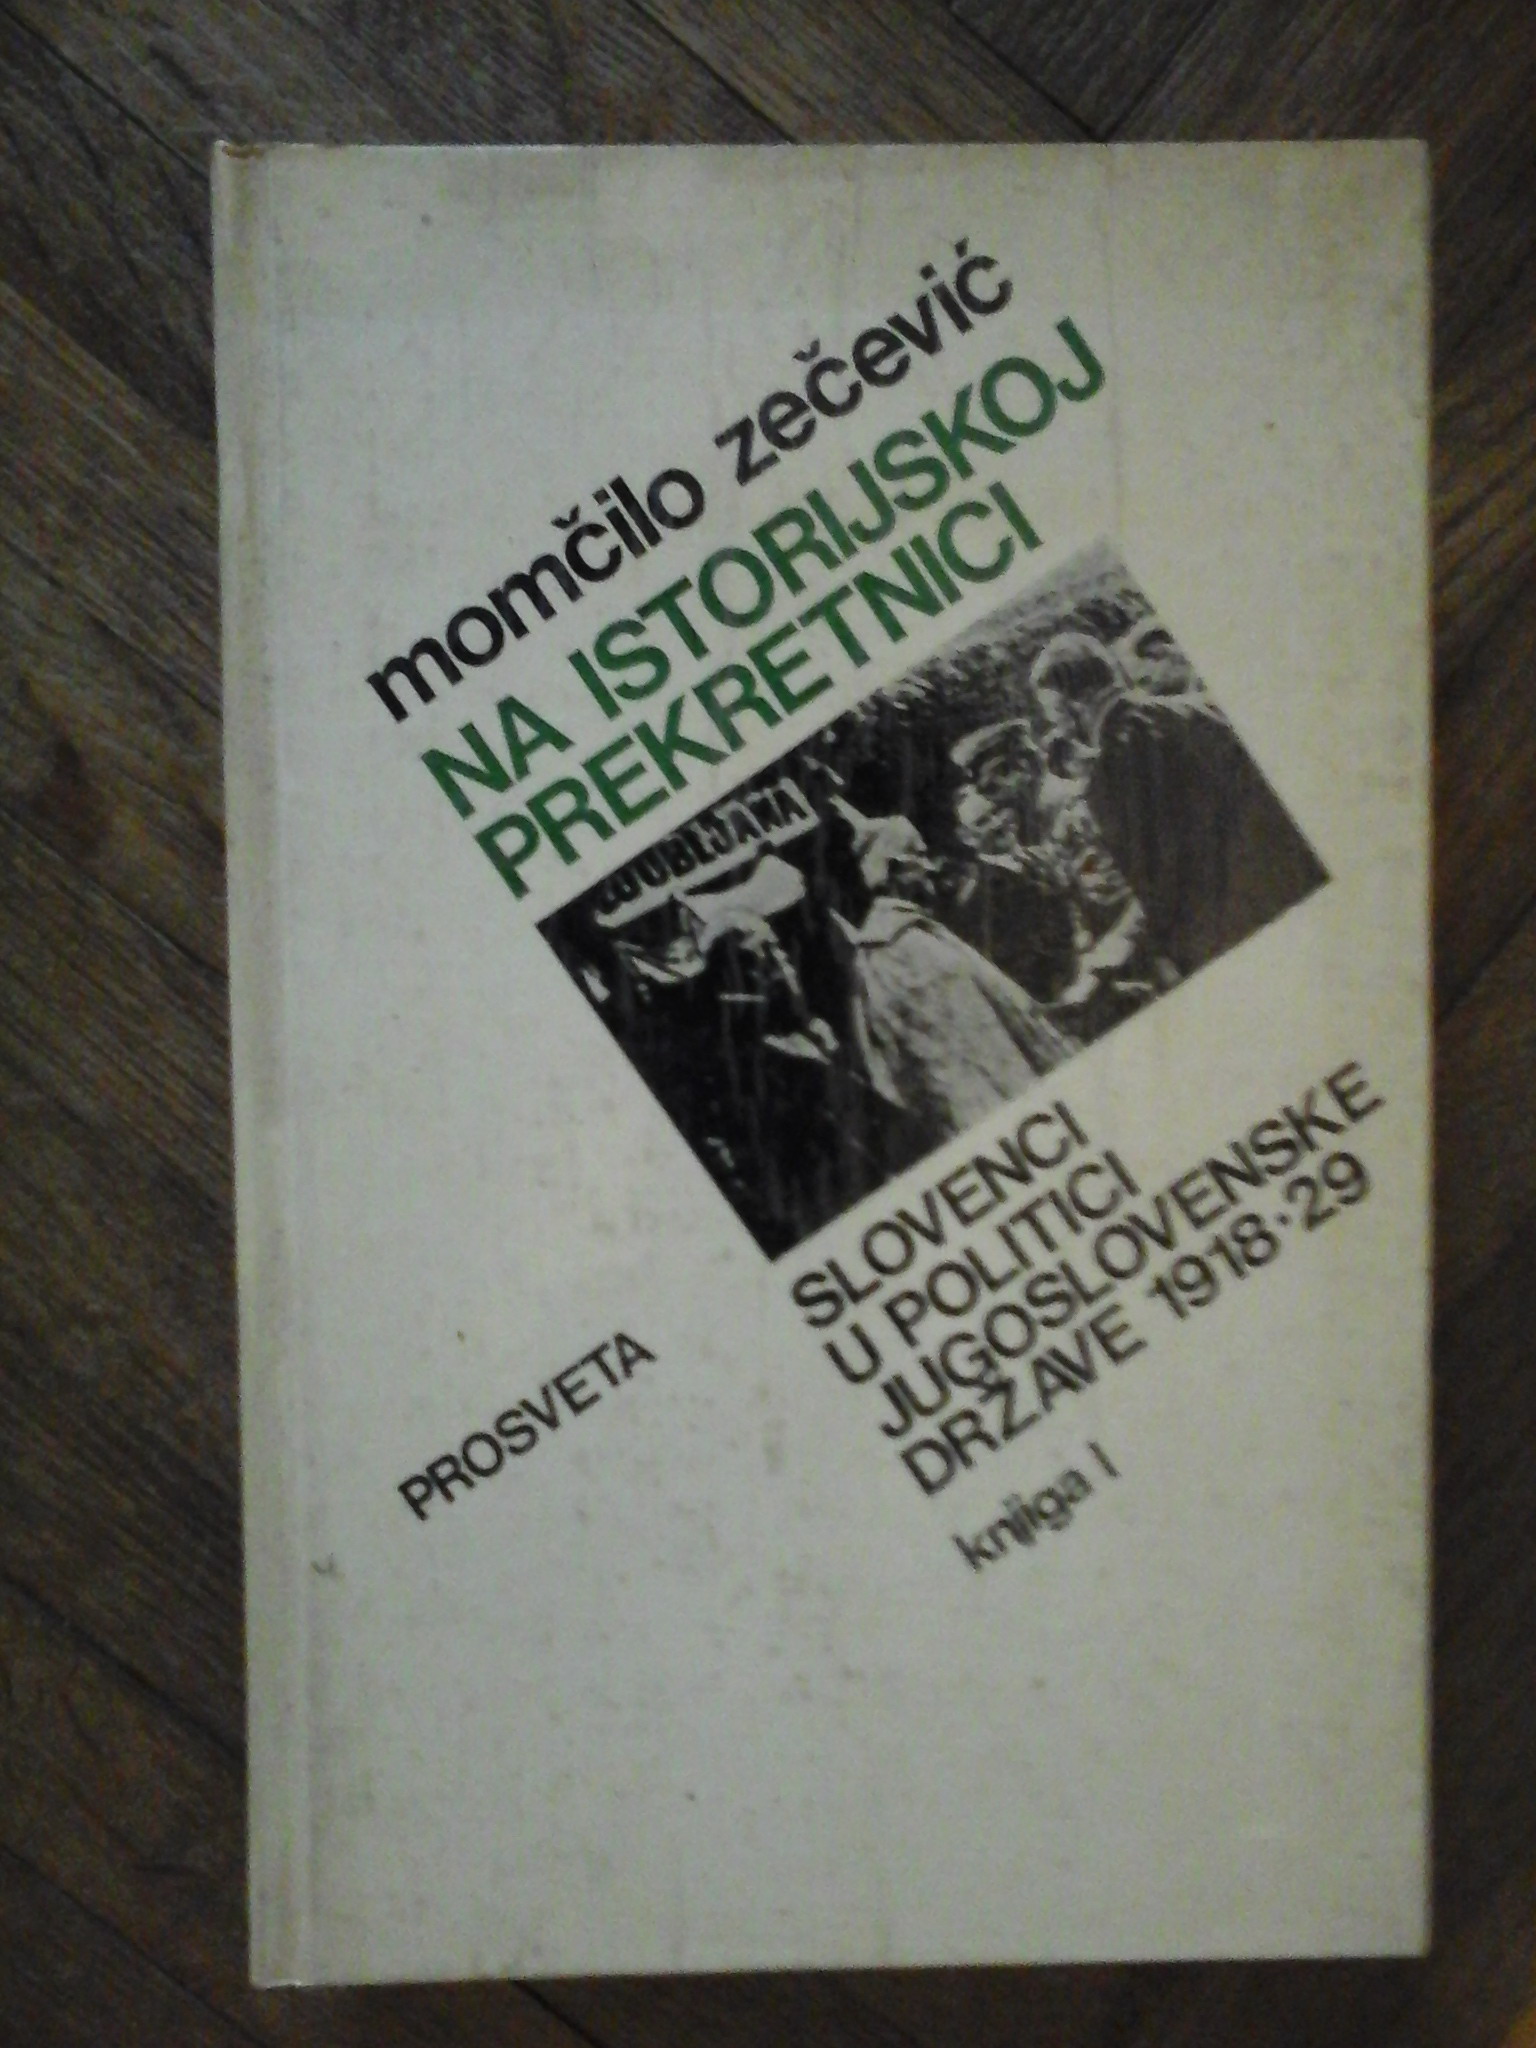 momčilo zečević
NA ISTORIJSKOJ
PREKRETNICI
LJUBLJANA
SLOVENCI
U POLITICI
JUGOSLOVENSKE
DRŽAVE 1918·29
knjiga I
PROSVETA